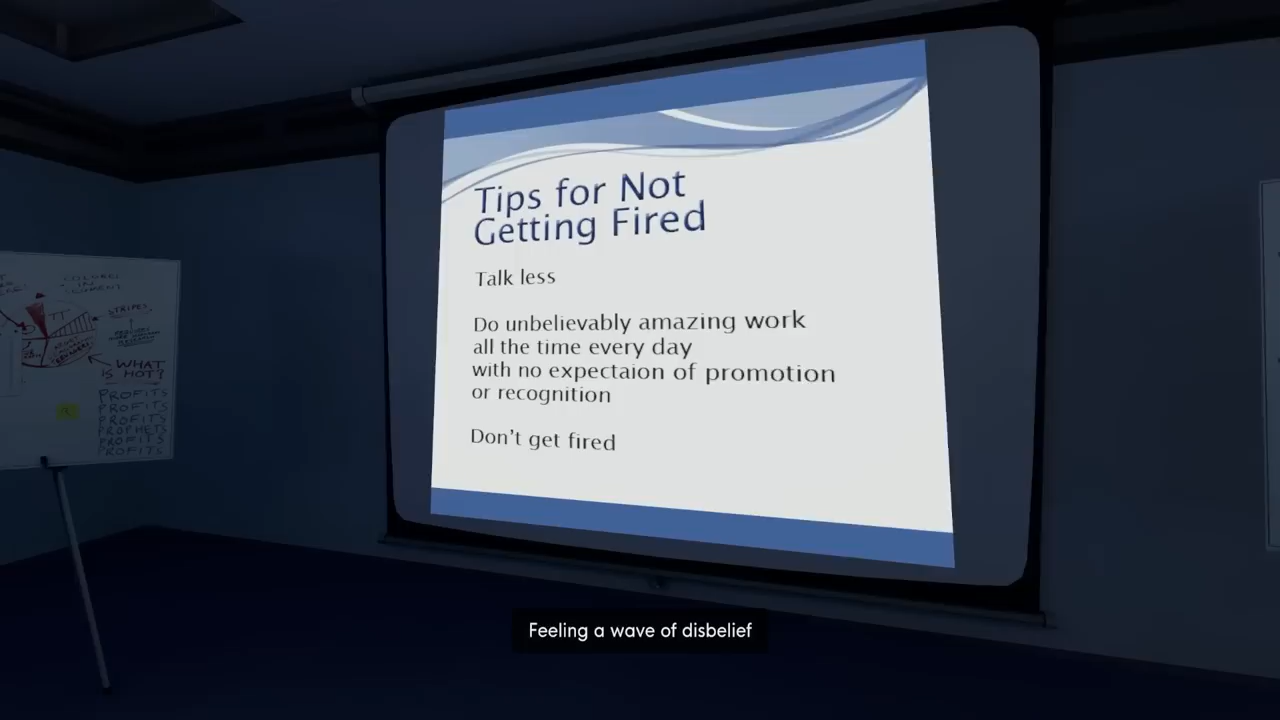 Tips for Not
Getting Fired
Talk less
Do unbelievably amazing work
all the time every day
with no expectaion of promotion
or recognition
Don't get fired
STRIPES
WHAT
IS HOT?
PROFITS
PROFITS
PROFITS
PROPHETS
PROFITS
PROFITS
Feeling a wave of disbelief